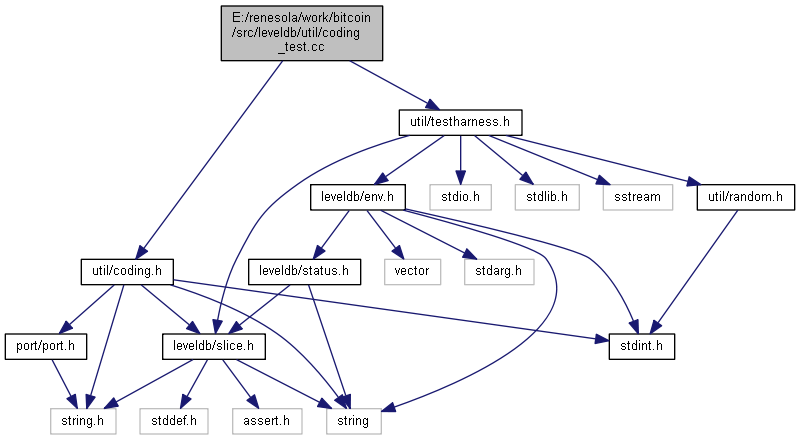 E:/renesola/work/bitcoin
/src/leveldb/util/coding
_test.cc
util/testharness.h
leveldb/env.h
stdio.h
stdlib.h
sstream
util/random.h
util/coding.h
leveldb/status.h
vector
stdarg.h
port/port.h
leveldb/slice.h
stdint.h
string.h
stddef.h
assert.h
string